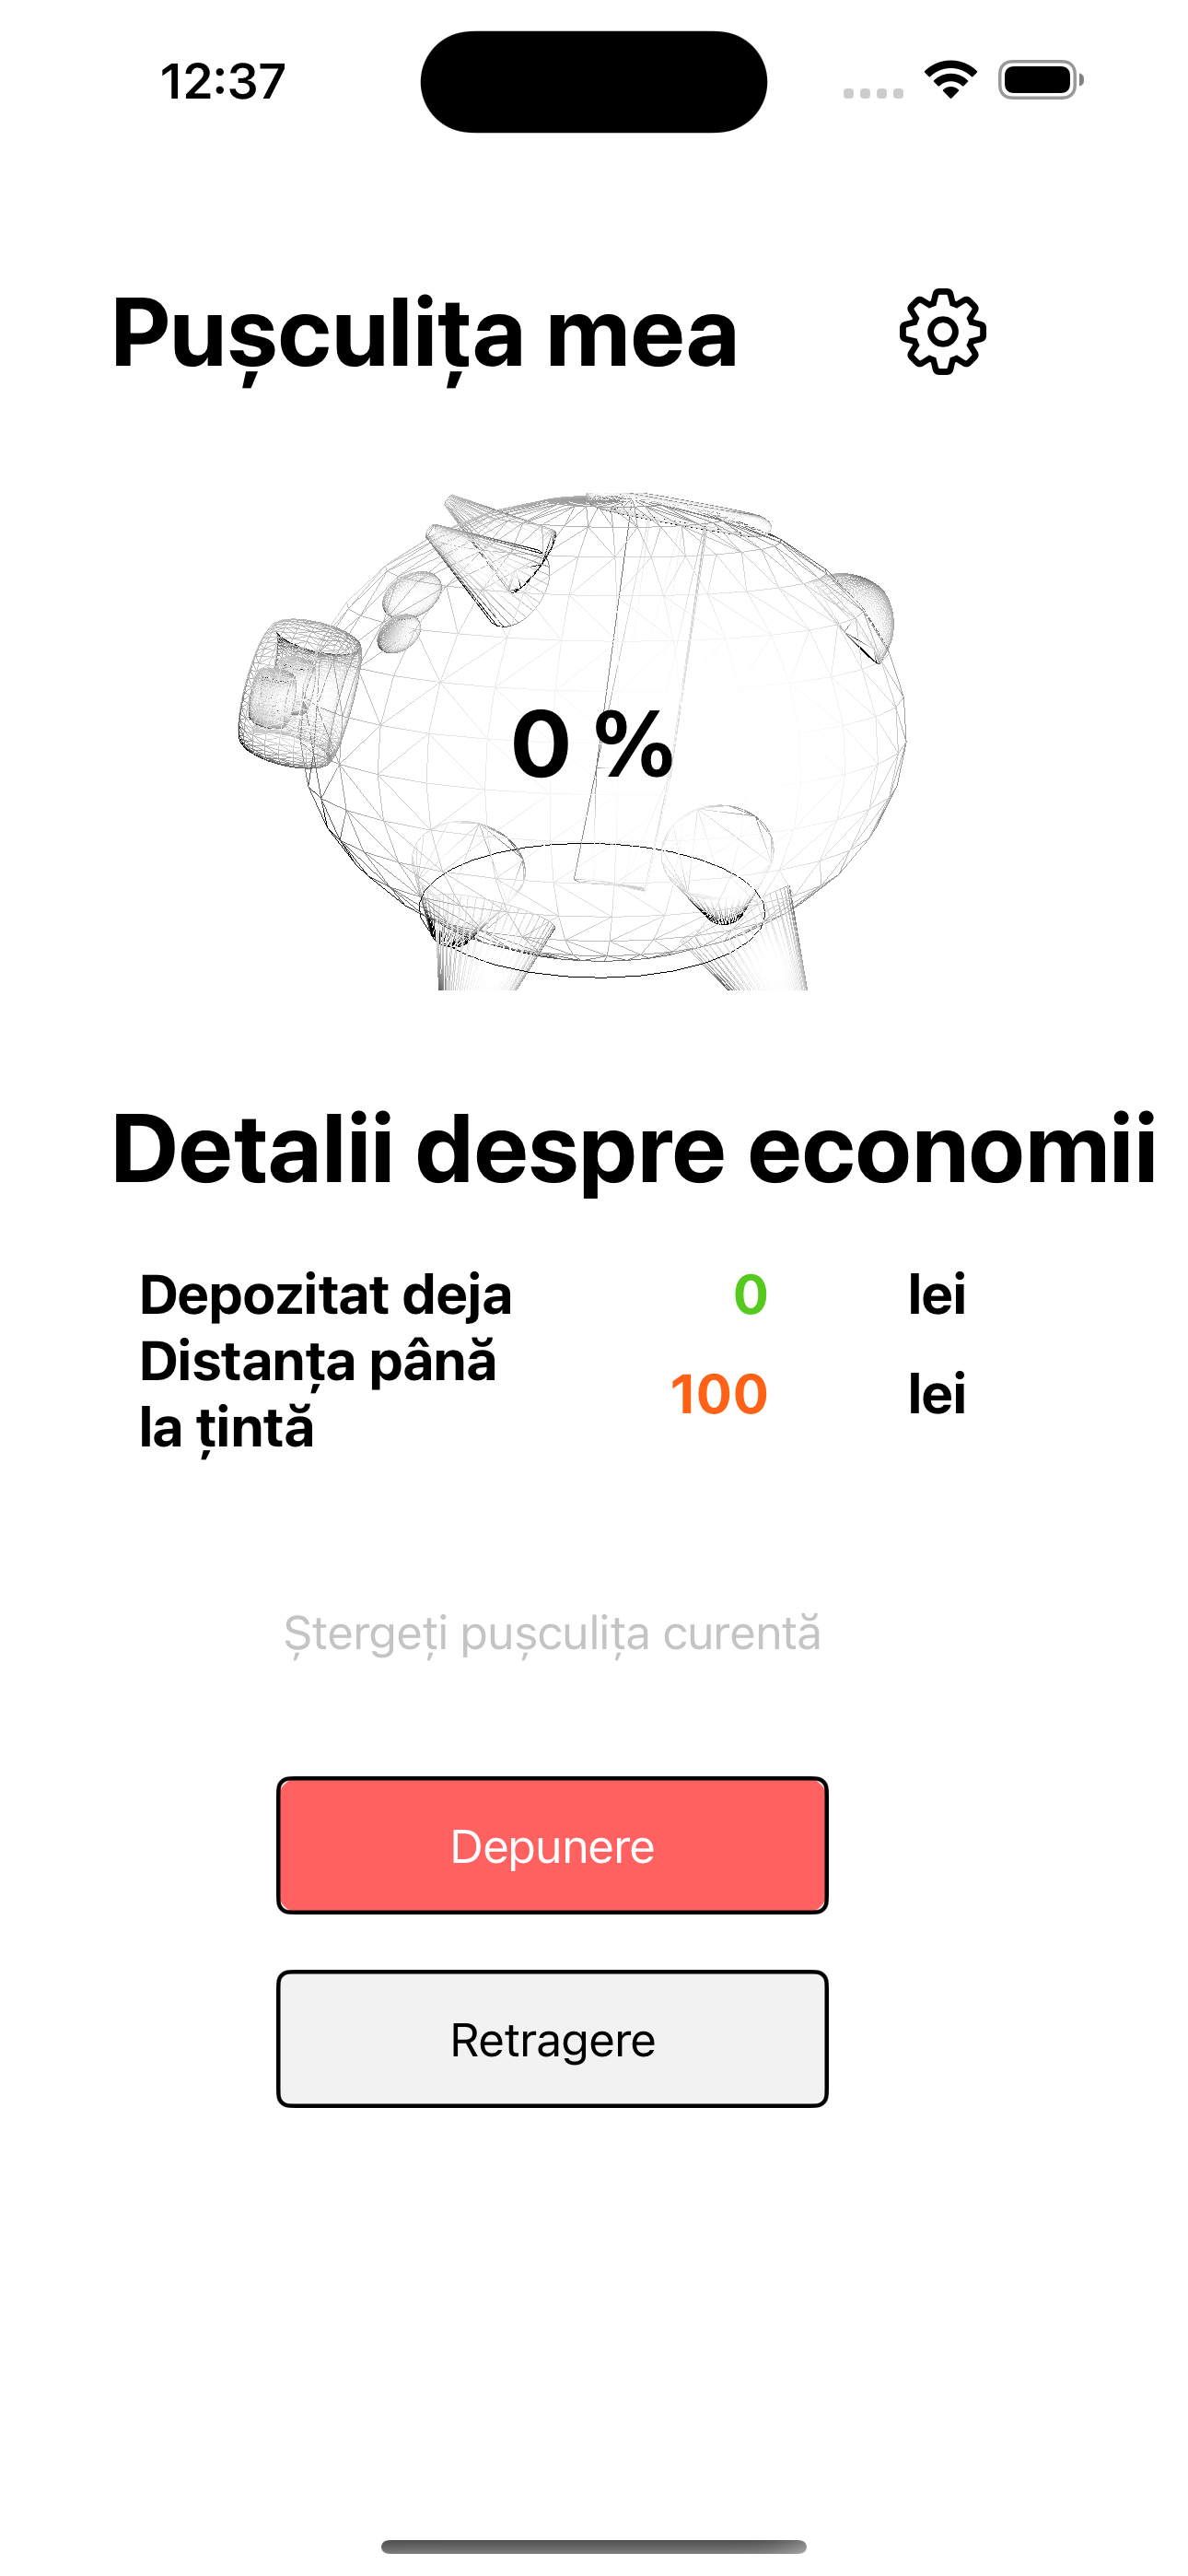 12:37
Pușculița mea
0 %
Detalii despre economii
Depozitat deja 0 lei
Distanța până
la țintă 100 lei
Ștergeți pușculița curentă
Depunere
Retragere